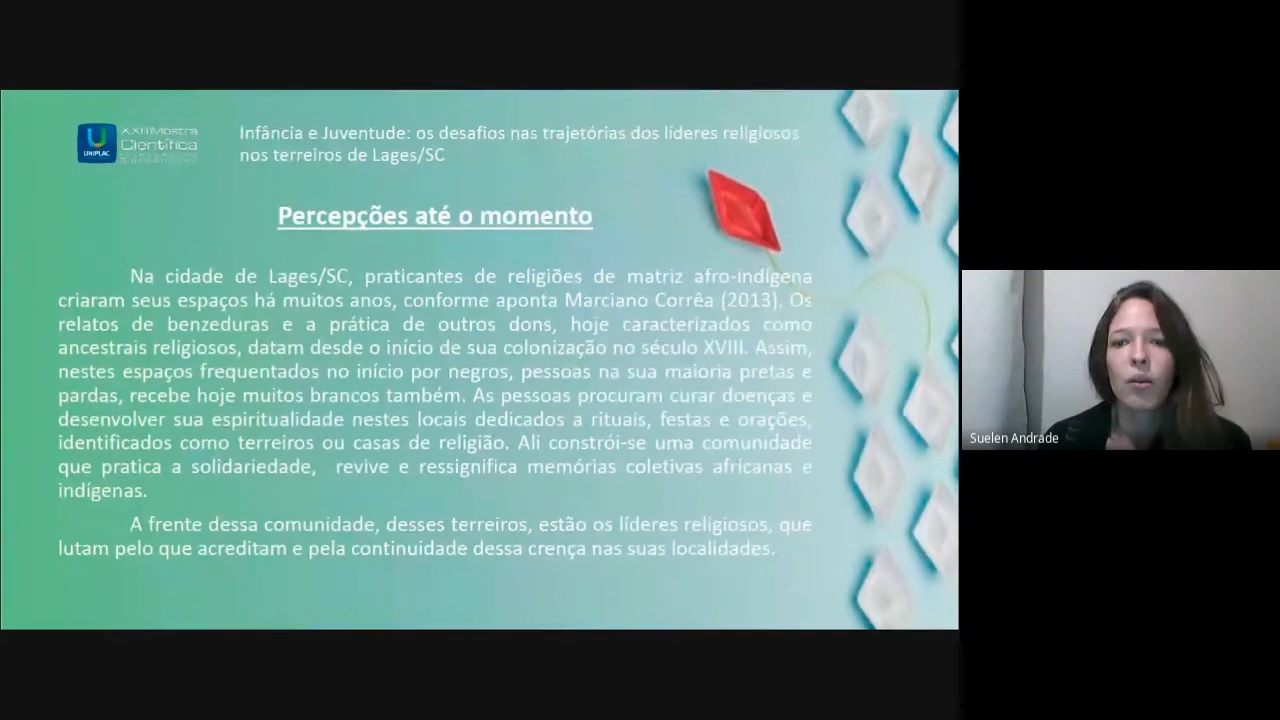 XXIII Mostra
Científica
UNIPLAC
Infância e Juventude: os desafios nas trajetórias dos líderes religiosos
nos terreiros de Lages/SC
Percepções até o momento
Na cidade de Lages/SC, praticantes de religiões de matriz afro-indígena
criaram seus espaços há muitos anos, conforme aponta Marciano Corrêa (2013). Os
relatos de benzeduras e a prática de outros dons, hoje caracterizados como
ancestrais religiosos, datam desde o início de sua colonização no século XVIII. Assim,
nestes espaços frequentados no início por negros, pessoas na sua maioria pretas e
pardas, recebe hoje muitos brancos também. As pessoas procuram curar doenças e
desenvolver sua espiritualidade nestes locais dedicados a rituais, festas e orações,
identificados como terreiros ou casas de religião. Ali constrói-se uma comunidade
que pratica a solidariedade, revive e ressignifica memórias coletivas africanas e
indígenas.
A frente dessa comunidade, desses terreiros, estão os líderes religiosos, que
lutam pelo que acreditam e pela continuidade dessa crença nas suas localidades.
Suelen Andrade